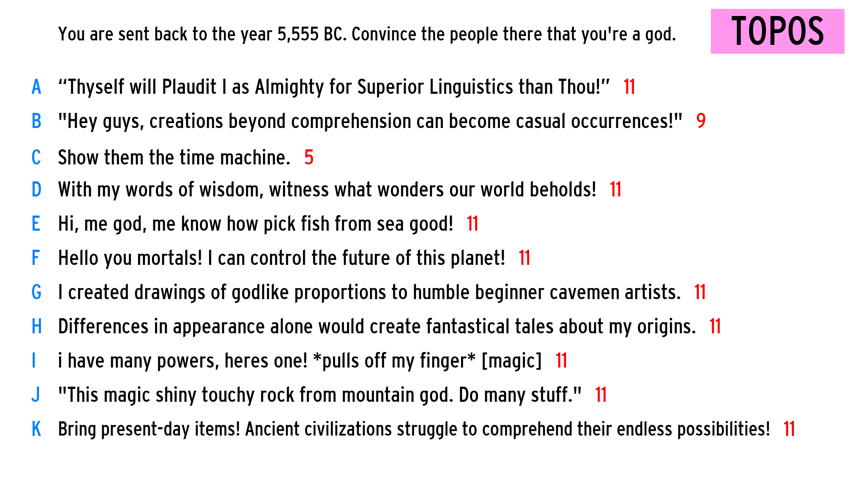 You are sent back to the year 5,555 BC. Convince the people there that you're a god.
TOPOS
A “Thyself will Plaudit I as Almighty for Superior Linguistics than Thou!” 11
B "Hey guys, creations beyond comprehension can become casual occurrences!" 9
C Show them the time machine. 5
D With my words of wisdom, witness what wonders our world beholds! 11
E Hi, me god, me know how pick fish from sea good! 11
F Hello you mortals! I can control the future of this planet! 11
G I created drawings of godlike proportions to humble beginner cavemen artists. 11
H Differences in appearance alone would create fantastical tales about my origins. 11
I i have many powers, heres one! *pulls off my finger* [magic] 11
J "This magic shiny touchy rock from mountain god. Do many stuff." 11
K Bring present-day items! Ancient civilizations struggle to comprehend their endless possibilities! 11